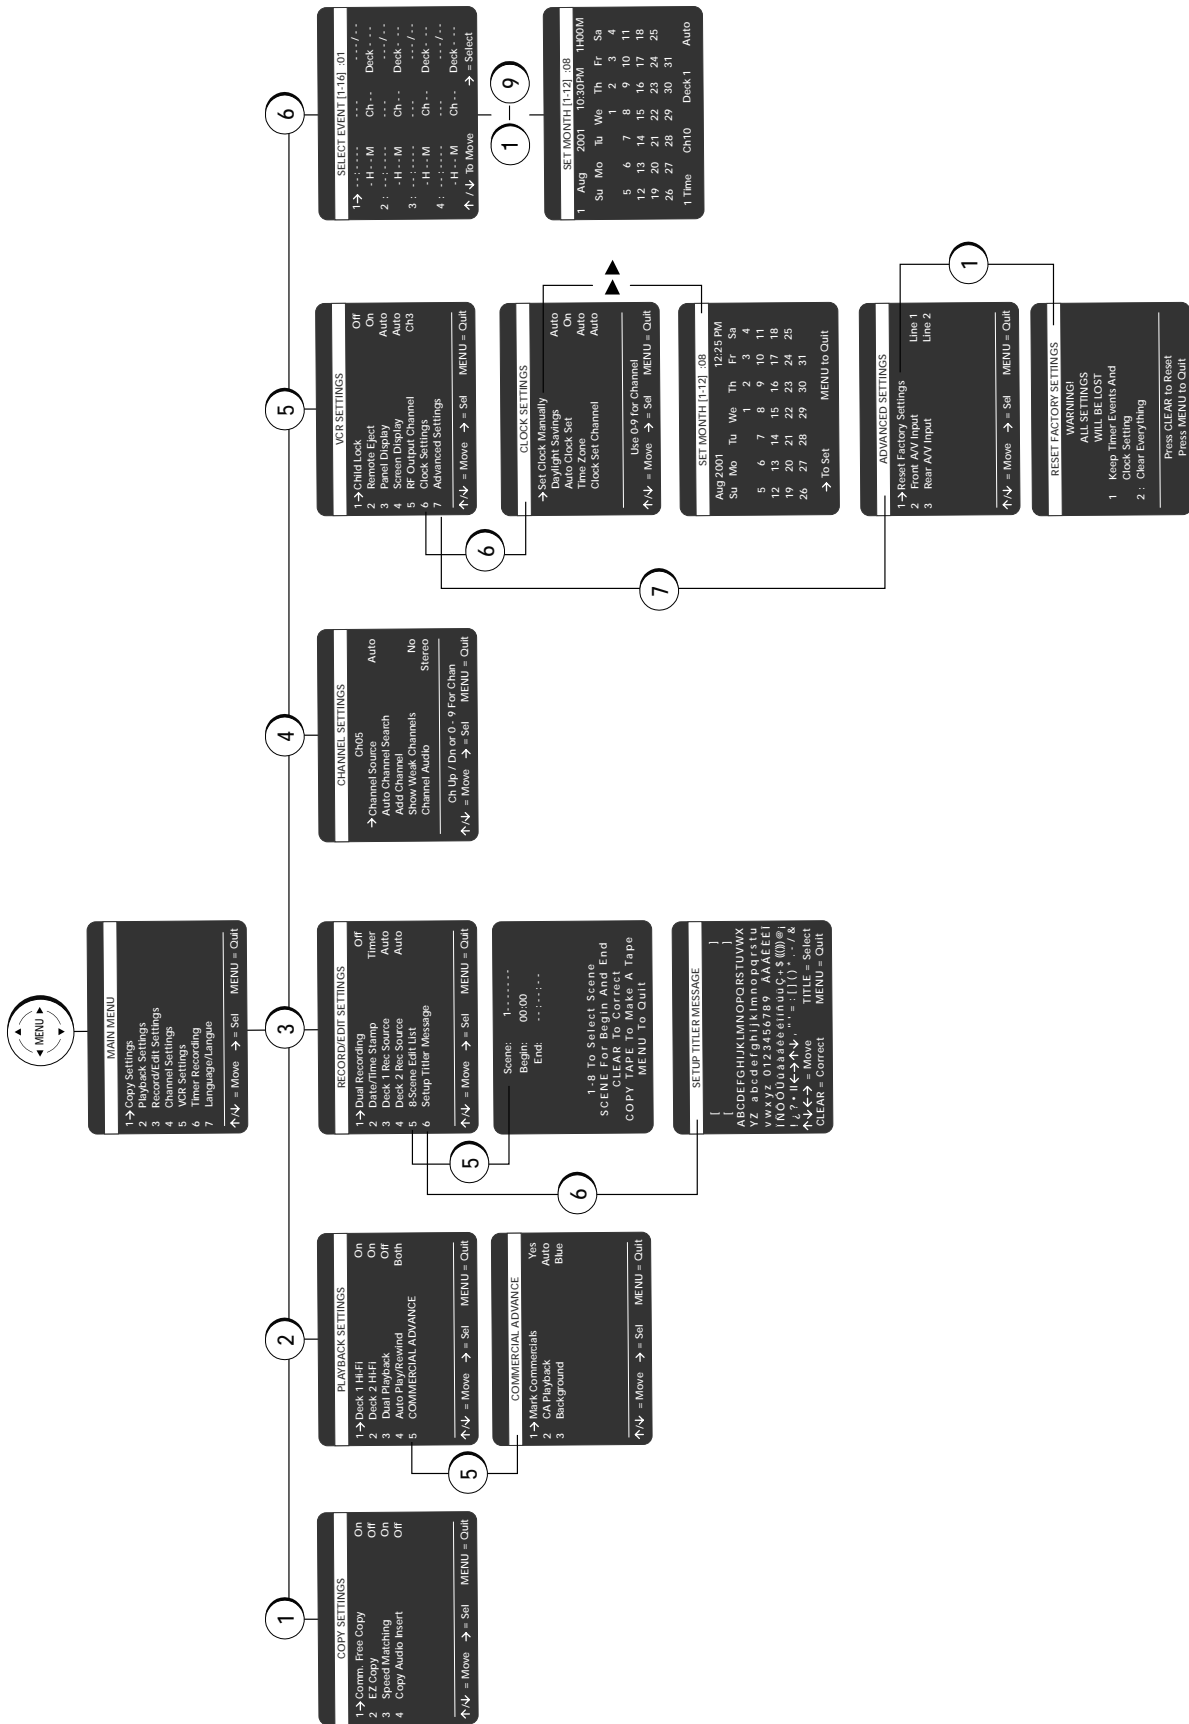 MENU
MAIN MENU
1→Copy Settings
2 Playback Settings
3 Record/Edit Settings
4 Channel Settings
5 VCR Settings
6 Timer Recording
7 Language/Langue
↑/↓ = Move → = Sel MENU = Quit
1
2
3
4
5
6
COPY SETTINGS
1→Comm. Free Copy On
2 EZ Copy Off
3 Speed Matching On
4 Copy Audio Insert Off
↑/↓ = Move → = Sel MENU = Quit
PLAYBACK SETTINGS
1→Deck 1 Hi-Fi On
2 Deck 2 Hi-Fi On
3 Dual Playback Off
4 Auto Play/Rewind Both
5 COMMERCIAL ADVANCE
↑/↓ = Move → = Sel MENU = Quit
5
COMMERCIAL ADVANCE
1→Mark Commercials Yes
2 CA Playback Auto
3 Background Blue
↑/↓ = Move → = Sel MENU = Quit
RECORD/EDIT SETTINGS
1→Dual Recording Off
2 Date/Time Stamp Timer
3 Deck 1 Rec Source Auto
4 Deck 2 Rec Source Auto
5 8-Scene Edit List
6 Setup Titler Message
↑/↓ = Move → = Sel MENU = Quit
5
Scene: 1-------
Begin: 00:00
End: --:--:--
1-8 To Select Scene
SCENE For Begin And End
CLEAR To Correct
COPY TAPE To Make A Tape
MENU To Quit
6
SETUP TITLER MESSAGE
[ ]
[ ]
ABCDEFGHIJKLMNOPQRSTUVWX
YZ abcdefghijklmnopqrstu
vwxyz 0123456789
↑↓←→ = Move TITLE = Select
CLEAR = Correct MENU = Quit
CHANNEL SETTINGS
Ch05
→Channel Source Auto
Auto Channel Search
Add Channel
Show Weak Channels No
Channel Audio Stereo
Ch Up / Dn or 0 - 9 For Chan
↑/↓ = Move → = Sel MENU = Quit
VCR SETTINGS
1→Child Lock Off
2 Remote Eject On
3 Panel Display Auto
4 Screen Display Auto
5 RF Output Channel Ch3
6 Clock Settings
7 Advanced Settings
↑/↓ = Move → = Sel MENU = Quit
6
CLOCK SETTINGS
→Set Clock Manually
Daylight Savings Auto
Auto Clock Set On
Time Zone Auto
Clock Set Channel Auto
Use 0-9 for Channel
↑/↓ = Move → = Sel MENU = Quit
▲▲
SET MONTH [1-12] :08
Aug 2001 12:25 PM
Su Mo Tu We Th Fr Sa
1 2 3 4
5 6 7 8 9 10 11
12 13 14 15 16 17 18
19 20 21 22 23 24 25
26 27 28 29 30 31
→ To Set MENU to Quit
7
ADVANCED SETTINGS
1→Reset Factory Settings
2 Front A/V Input Line 1
3 Rear A/V Input Line 2
↑/↓ = Move → = Sel MENU = Quit
1
RESET FACTORY SETTINGS
WARNING!
ALL SETTINGS
WILL BE LOST
1 Keep Timer Events And
Clock Setting
2 : Clear Everything
Press CLEAR to Reset
Press MENU to Quit
SELECT EVENT [1-16] :01
1→ --:---- --- ---/--
-H--M Ch-- Deck---
2 : --:---- --- ---/--
-H--M Ch-- Deck---
3 : --:---- --- ---/--
-H--M Ch-- Deck---
4 : --:---- --- ---/--
-H--M Ch-- Deck---
↑ / ↓ To Move → = Select
1 — 9
SET MONTH [1-12] :08
1 Aug 2001 10:30PM 1H00M
Su Mo Tu We Th Fr Sa
1 2 3 4
5 6 7 8 9 10 11
12 13 14 15 16 17 18
19 20 21 22 23 24 25
26 27 28 29 30 31
1 Time Ch10 Deck 1 Auto